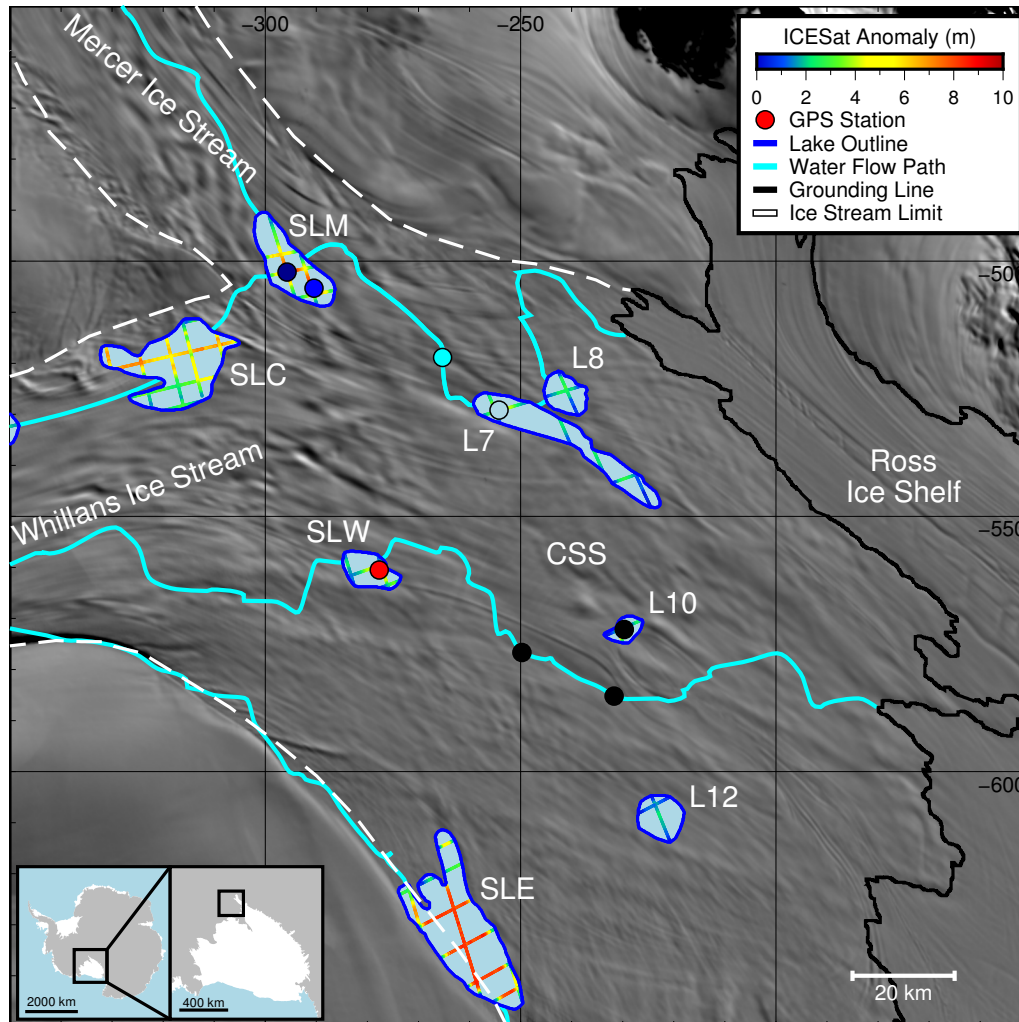 −300
−250
ICESat Anomaly (m)
0 2 4 6 8 10
GPS Station
Lake Outline
Water Flow Path
Grounding Line
Ice Stream Limit
Mercer Ice Stream
SLM
−500
SLC
L8
L7
Ross
Ice Shelf
Whillans Ice Stream
−550
SLW
CSS
L10
−600
L12
SLE
2000 km
400 km
20 km